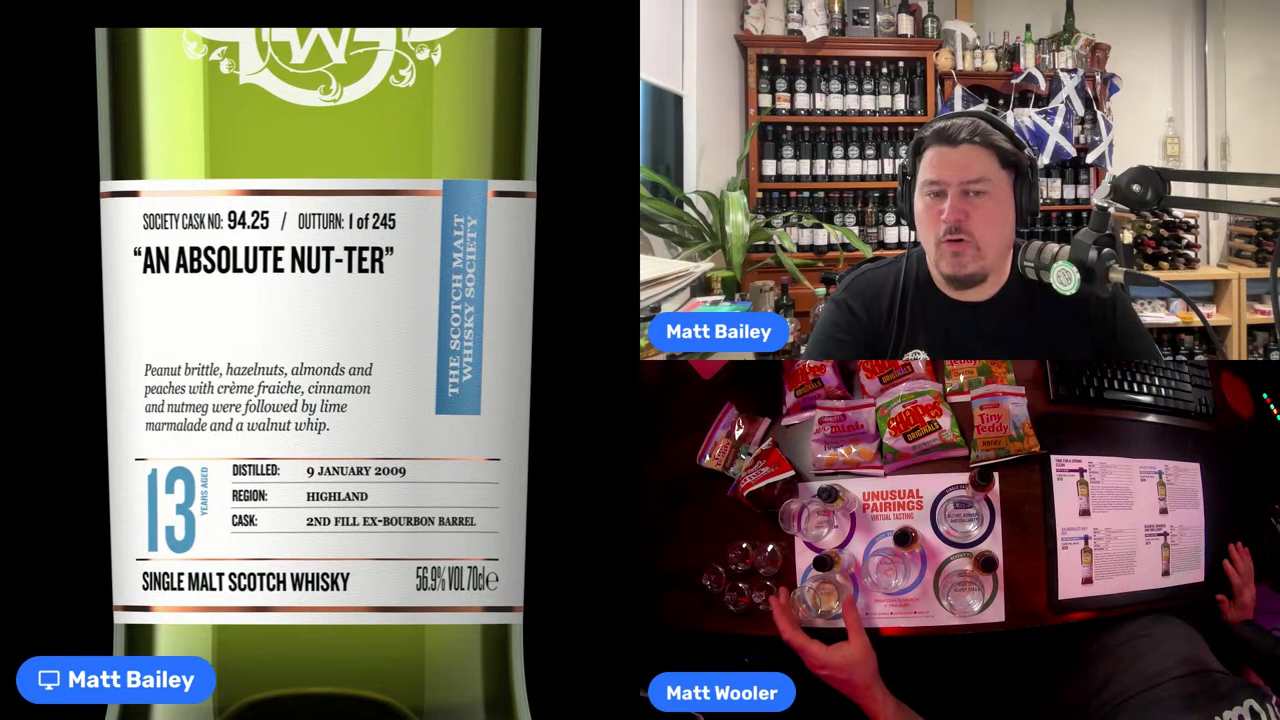 SOCIETY CASK NO: 94.25 / OUTTURN: 1 of 245
“AN ABSOLUTE NUT-TER”
THE SCOTCH MALT
WHISKY SOCIETY
Peanut brittle, hazelnuts, almonds and
peaches with crème fraiche, cinnamon
and nutmeg were followed by lime
marmalade and a walnut whip.
13
YEARS AGED
DISTILLED: 9 JANUARY 2009
REGION: HIGHLAND
CASK: 2ND FILL EX-BOURBON BARREL
SINGLE MALT SCOTCH WHISKY 56.9% VOL 70cl e
Matt Bailey
Matt Bailey
ORIGINALS
ORIGINALS
Tiny
Teddy
Honey
UNUSUAL
PAIRINGS
VIRTUAL TASTING
Matt Wooler